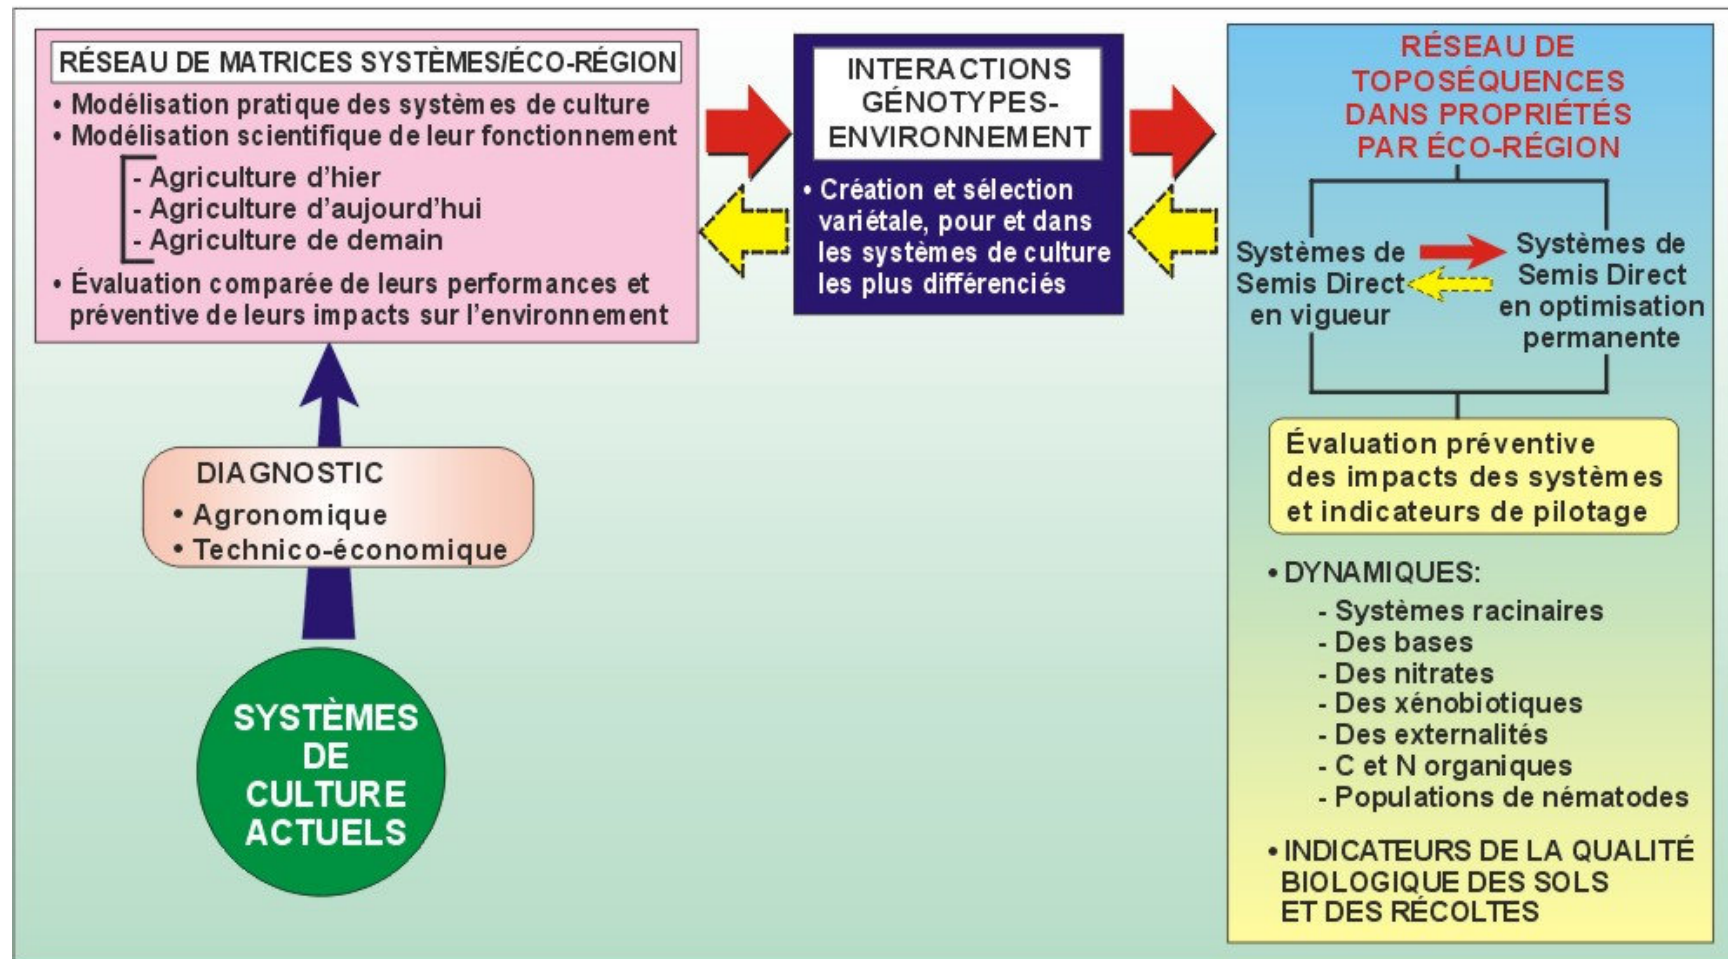 RÉSEAU DE MATRICES SYSTÈMES/ÉCO-RÉGION
• Modélisation pratique des systèmes de culture
• Modélisation scientifique de leur fonctionnement
- Agriculture d'hier
- Agriculture d'aujourd'hui
- Agriculture de demain
• Évaluation comparée de leurs performances et
préventive de leurs impacts sur l'environnement
DIAGNOSTIC
• Agronomique
• Technico-économique
SYSTÈMES
DE
CULTURE
ACTUELS
INTERACTIONS
GÉNOTYPES-
ENVIRONNEMENT
• Création et sélection
variétale, pour et dans
les systèmes de culture
les plus différenciés
RÉSEAU DE
TOPOSÉQUENCES
DANS PROPRIÉTÉS
PAR ÉCO-RÉGION
Systèmes de
Semis Direct
en vigueur
Systèmes de
Semis Direct
en optimisation
permanente
Évaluation préventive
des impacts des systèmes
et indicateurs de pilotage
• DYNAMIQUES:
- Systèmes racinaires
- Des bases
- Des nitrates
- Des xénobiotiques
- Des externalités
- C et N organiques
- Populations de nématodes
• INDICATEURS DE LA QUALITÉ
BIOLOGIQUE DES SOLS
ET DES RÉCOLTES